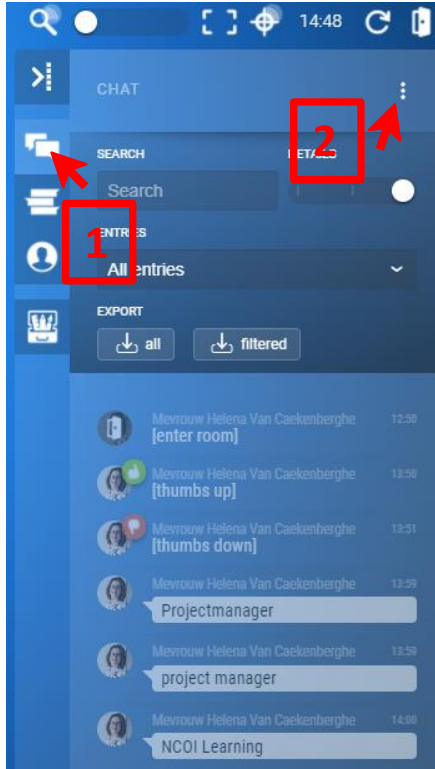 14:48
CHAT
2
SEARCH DETAILS
Search
1
ENTRIES
All entries
EXPORT
all filtered
Mevrouw Helena Van Caekenberghe 12:50
[enter room]
Mevrouw Helena Van Caekenberghe 13:50
[thumbs up]
Mevrouw Helena Van Caekenberghe 13:51
[thumbs down]
Mevrouw Helena Van Caekenberghe 13:59
Projectmanager
Mevrouw Helena Van Caekenberghe 13:59
project manager
Mevrouw Helena Van Caekenberghe 14:00
NCOI Learning